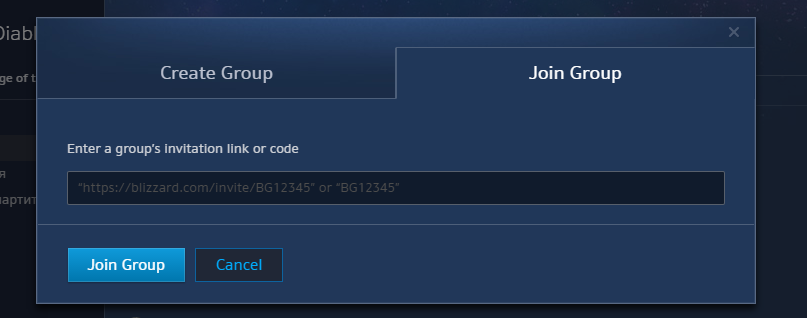 Diabl
×
Create Group
Join Group
ge of t
Enter a group's invitation link or code
"https://blizzard.com/invite/BG12345" or "BG12345"
я
партит
Join Group
Cancel